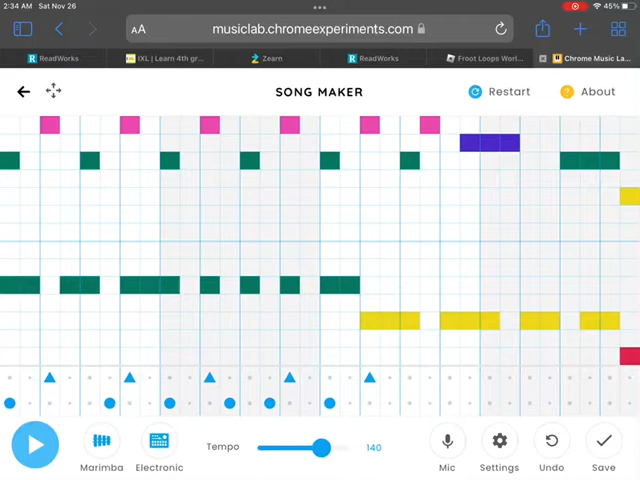 2:34 AM Sat Nov 26 45%
AA musiclab.chromeexperiments.com
ReadWorks IXL | Learn 4th gr... Zearn ReadWorks Froot Loops Worl... Chrome Music La...
SONG MAKER Restart ? About
Tempo 140
Marimba Electronic Mic Settings Undo Save